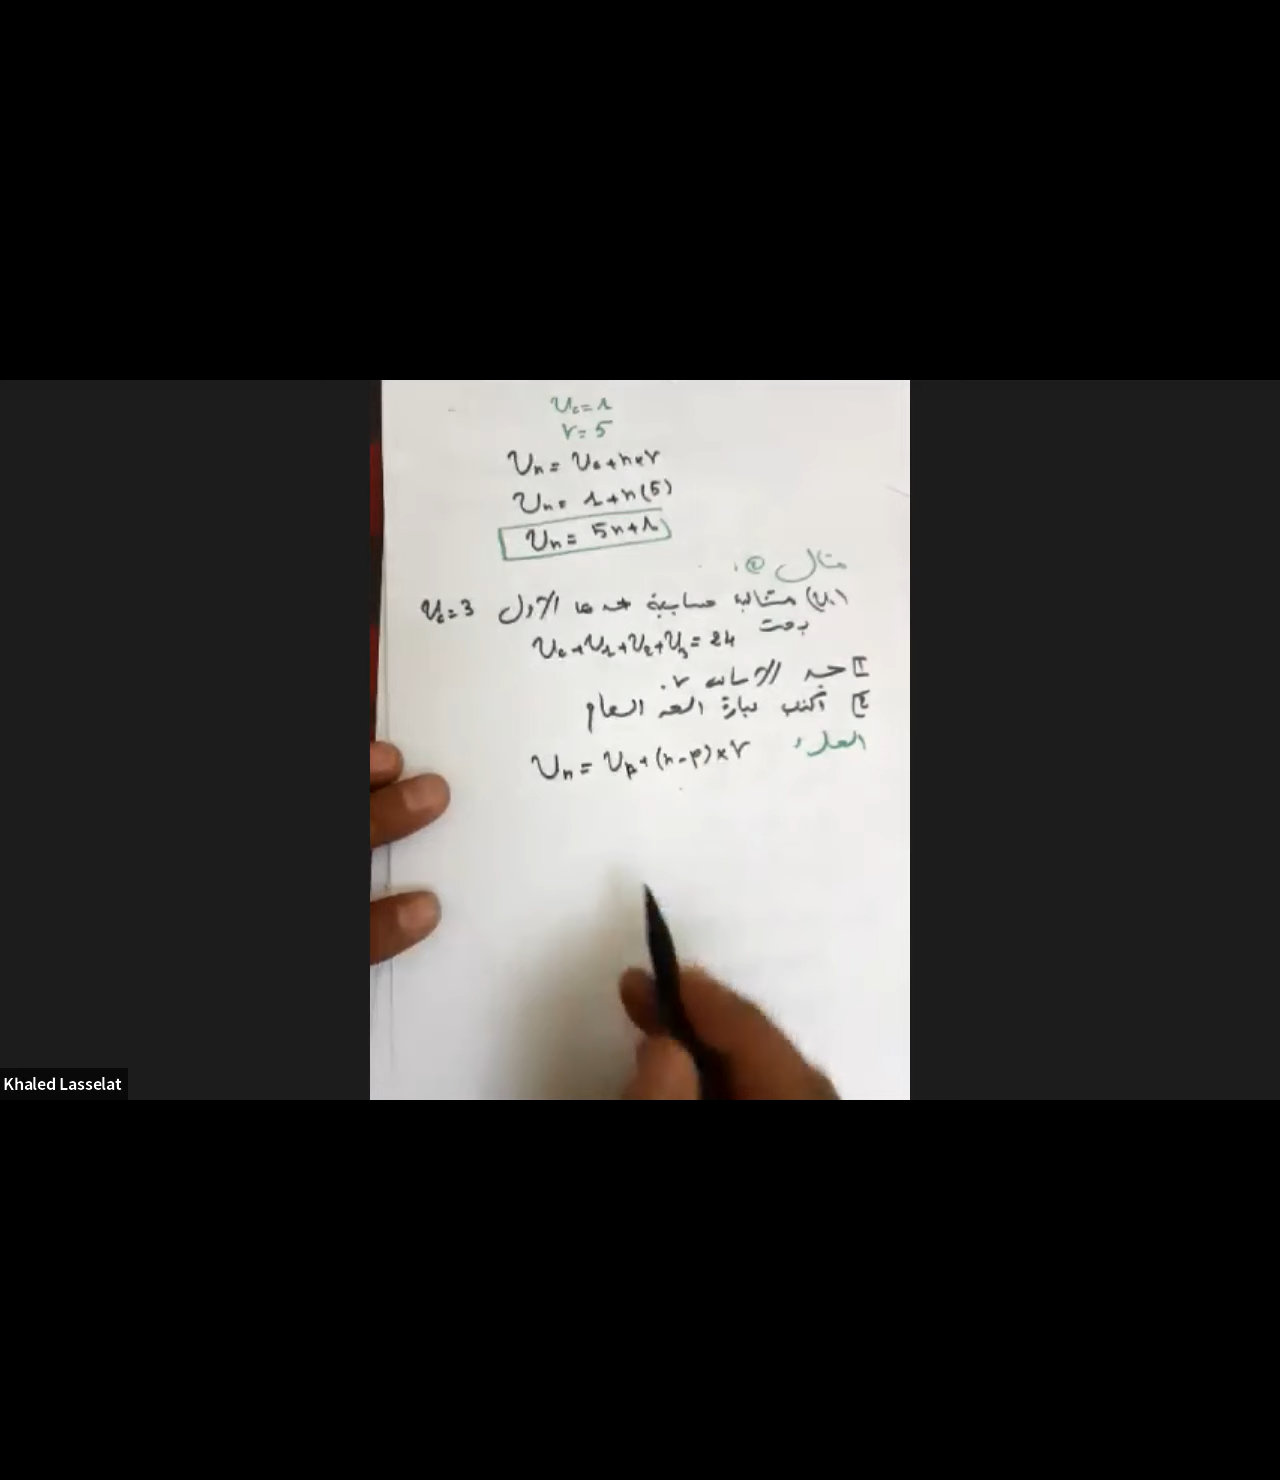 U₀=1
r=5
Uₙ = U₀+n×r
Uₙ = 1+n(5)
Uₙ = 5n+1
مثال ②:
(Uₙ) متتالية حسابية حدها الأول U₀=3
بحيث U₀+U₁+U₂+U₃=24
1] جد الأساس r.
2] أكتب عبارة الحد العام
الحل:
Uₙ = Uₚ+(n-p)×r
Khaled Lasselat